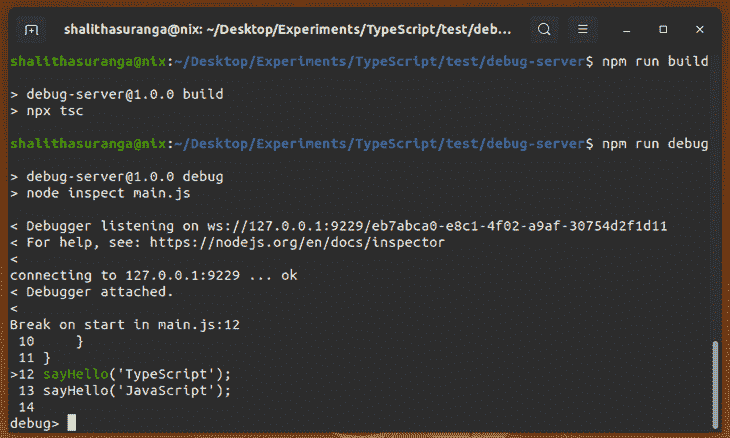 shalithasuranga@nix: ~/Desktop/Experiments/TypeScript/test/deb...
shalithasuranga@nix:~/Desktop/Experiments/TypeScript/test/debug-server$ npm run build
> debug-server@1.0.0 build
> npx tsc
shalithasuranga@nix:~/Desktop/Experiments/TypeScript/test/debug-server$ npm run debug
> debug-server@1.0.0 debug
> node inspect main.js
< Debugger listening on ws://127.0.0.1:9229/eb7abca0-e8c1-4f02-a9af-30754d2f1d11
< For help, see: https://nodejs.org/en/docs/inspector
<
connecting to 127.0.0.1:9229 ... ok
< Debugger attached.
<
Break on start in main.js:12
 10     }
 11 }
>12 sayHello('TypeScript');
 13 sayHello('JavaScript');
 14
debug>